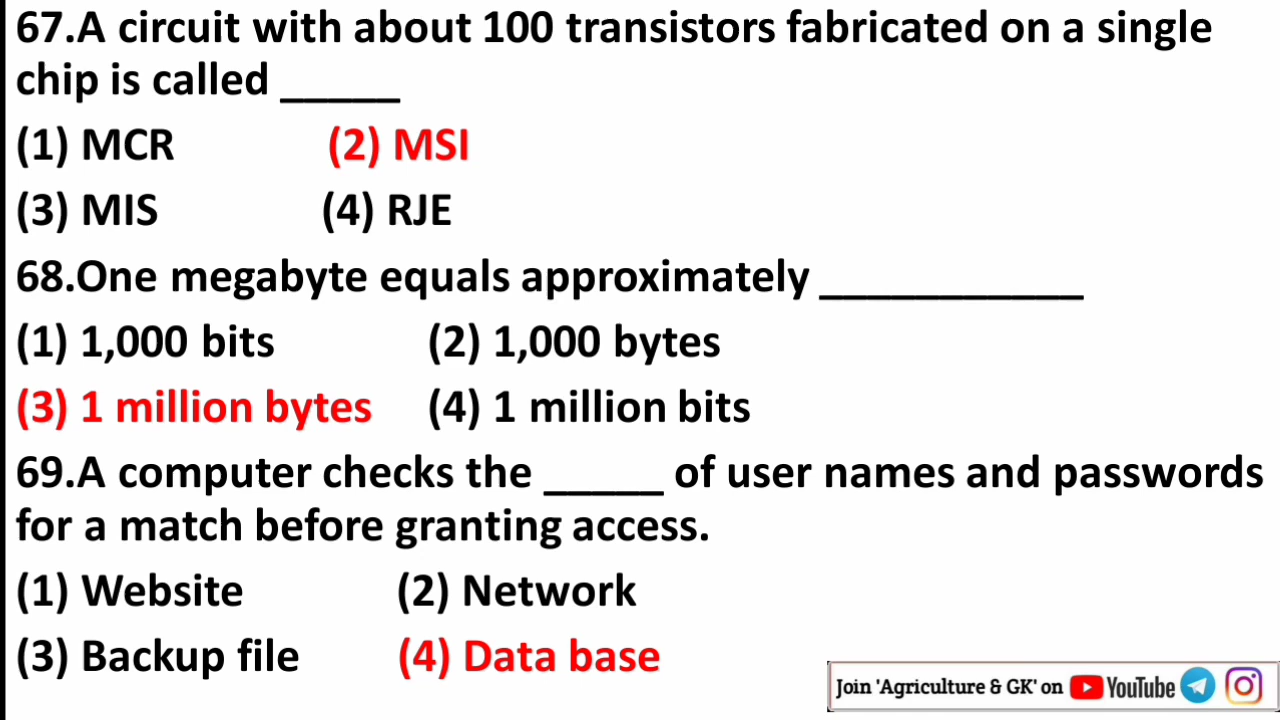 67.A circuit with about 100 transistors fabricated on a single
chip is called _____
(1) MCR (2) MSI
(3) MIS (4) RJE
68.One megabyte equals approximately ___________
(1) 1,000 bits (2) 1,000 bytes
(3) 1 million bytes (4) 1 million bits
69.A computer checks the _____ of user names and passwords
for a match before granting access.
(1) Website (2) Network
(3) Backup file (4) Data base
Join 'Agriculture & GK' on YouTube